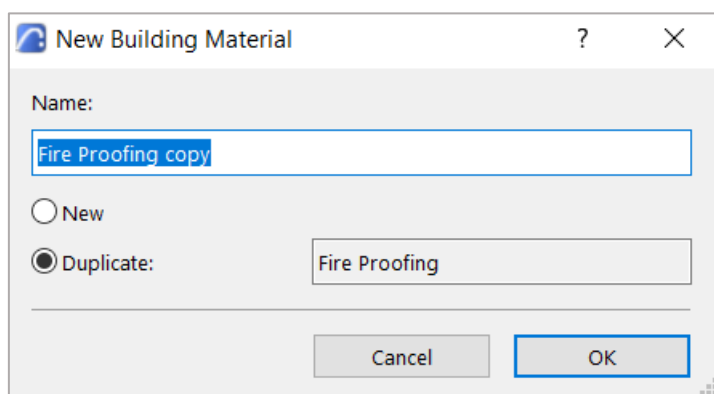 New Building Material
?
Name:
Fire Proofing copy
New
Duplicate: Fire Proofing
Cancel OK